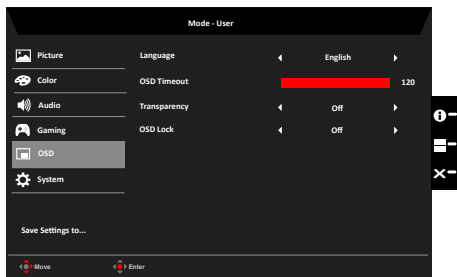 Mode - User
Picture
Language English
Color
OSD Timeout 120
Audio
Transparency Off
Gaming
OSD Lock Off
OSD
System
Save Settings to...
Move Enter